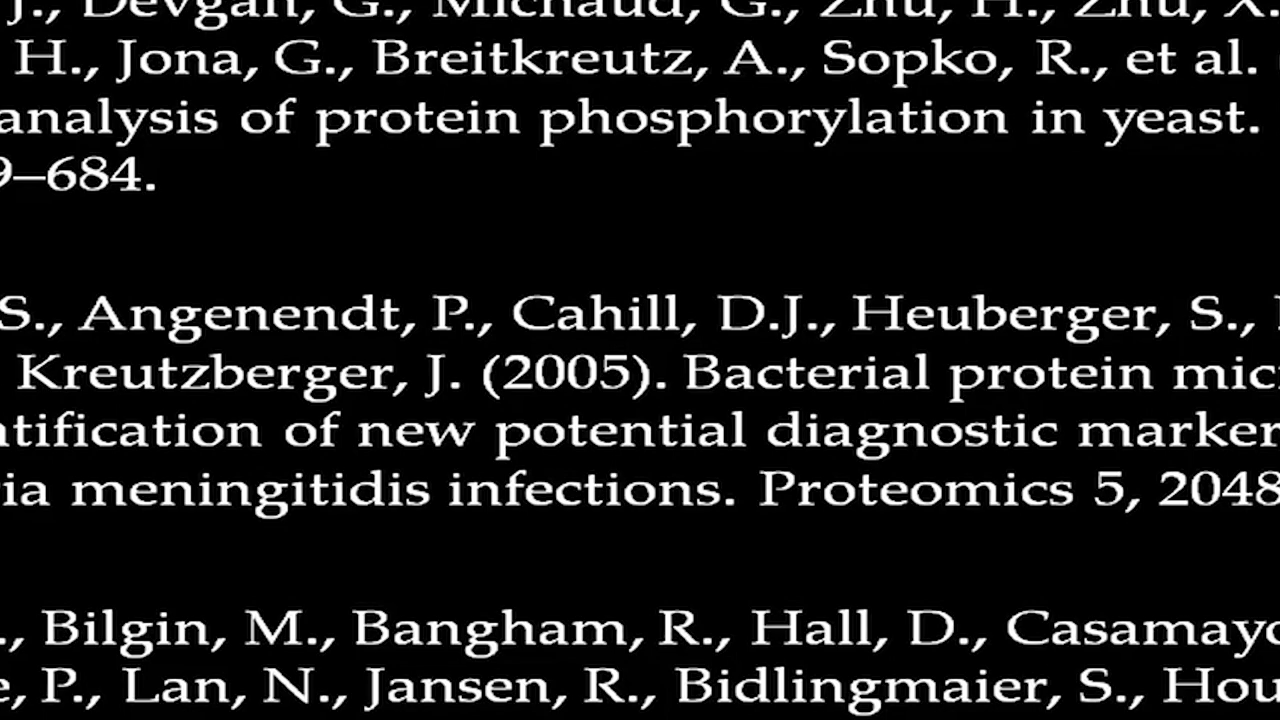 J., Devgan, G., Michaud, G., Zhu, H., Zhu, X.
H., Jona, G., Breitkreutz, A., Sopko, R., et al.
analysis of protein phosphorylation in yeast.
9–684.
S., Angenendt, P., Cahill, D.J., Heuberger, S.,
Kreutzberger, J. (2005). Bacterial protein mic
ntification of new potential diagnostic marker
ia meningitidis infections. Proteomics 5, 2048
., Bilgin, M., Bangham, R., Hall, D., Casamayo
e, P., Lan, N., Jansen, R., Bidlingmaier, S., Hou